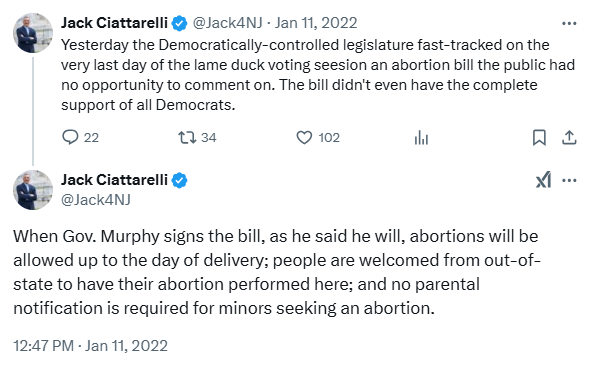 Jack Ciattarelli @Jack4NJ · Jan 11, 2022
Yesterday the Democratically-controlled legislature fast-tracked on the
very last day of the lame duck voting seesion an abortion bill the public had
no opportunity to comment on. The bill didn't even have the complete
support of all Democrats.
22 34 102
Jack Ciattarelli
@Jack4NJ
When Gov. Murphy signs the bill, as he said he will, abortions will be
allowed up to the day of delivery; people are welcomed from out-of-
state to have their abortion performed here; and no parental
notification is required for minors seeking an abortion.
12:47 PM · Jan 11, 2022